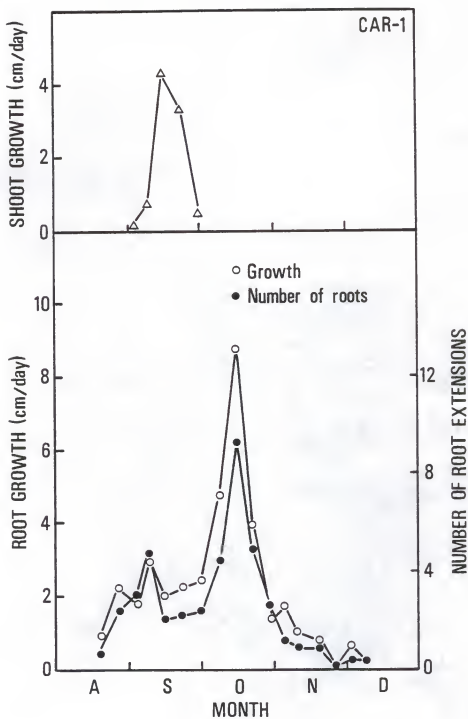 CAR-1
SHOOT GROWTH (cm/day)
4
2
0
○ Growth
● Number of roots
ROOT GROWTH (cm/day)
10
8
6
4
2
0
NUMBER OF ROOT EXTENSIONS
12
8
4
0
A S O N D
MONTH